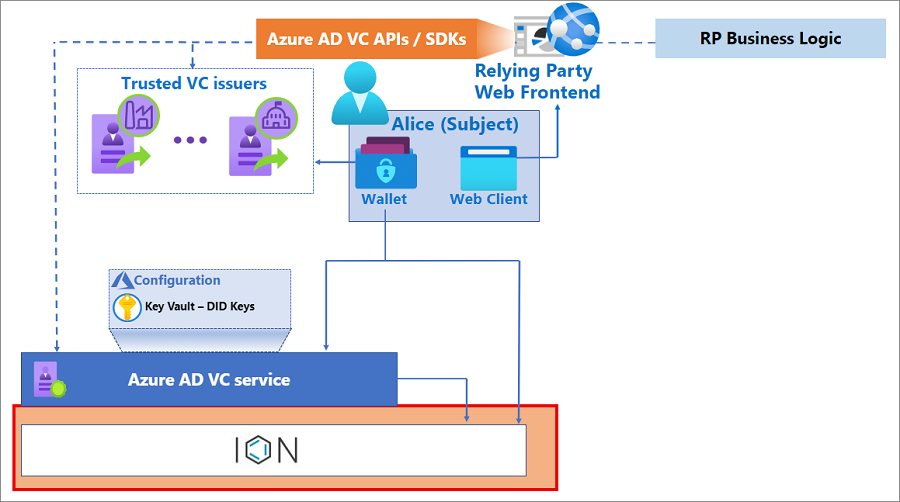 Azure AD VC APIs / SDKs
RP Business Logic
Trusted VC issuers
Relying Party
Web Frontend
Alice (Subject)
Wallet
Web Client
Configuration
Key Vault – DID Keys
Azure AD VC service
ION